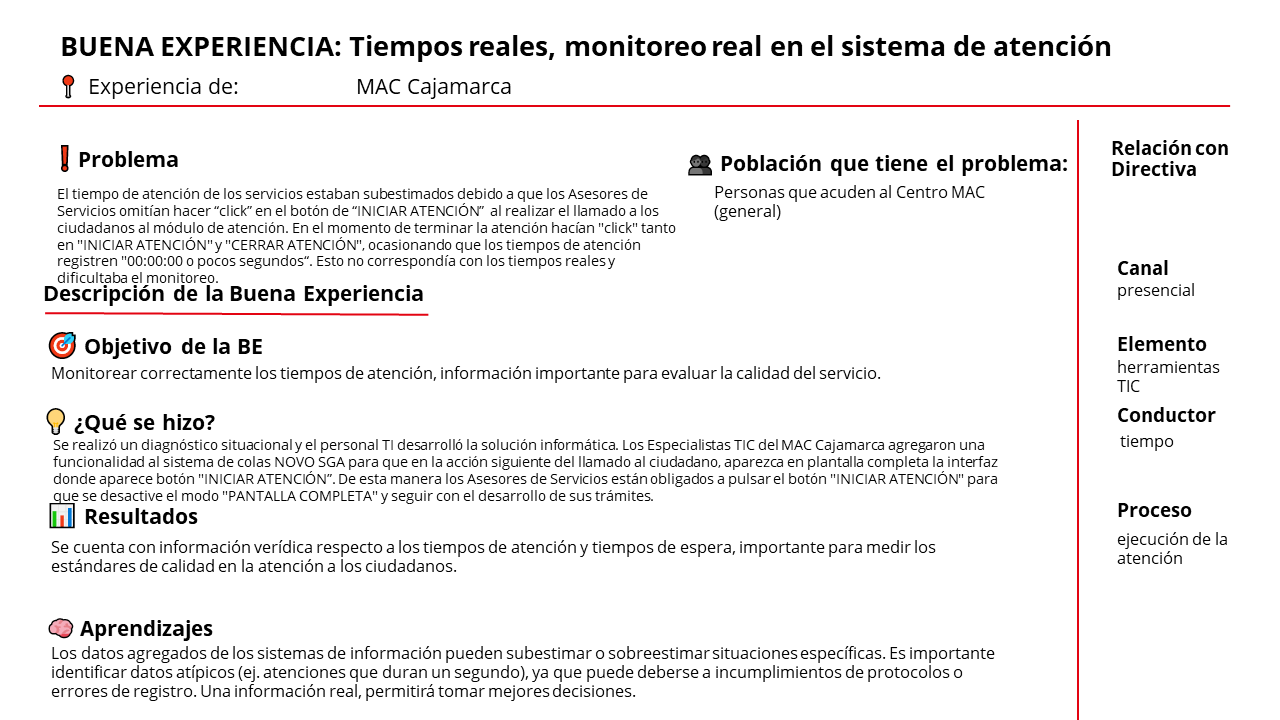 BUENA EXPERIENCIA: Tiempos reales, monitoreo real en el sistema de atención
Experiencia de: MAC Cajamarca
Problema
El tiempo de atención de los servicios estaban subestimados debido a que los Asesores de
Servicios omitían hacer “click” en el botón de “INICIAR ATENCIÓN” al realizar el llamado a los
ciudadanos al módulo de atención. En el momento de terminar la atención hacían "click" tanto
en "INICIAR ATENCIÓN" y "CERRAR ATENCIÓN", ocasionando que los tiempos de atención
registren "00:00:00 o pocos segundos“. Esto no correspondía con los tiempos reales y
dificultaba el monitoreo.
Población que tiene el problema:
Personas que acuden al Centro MAC
(general)
Descripción de la Buena Experiencia
Objetivo de la BE
Monitorear correctamente los tiempos de atención, información importante para evaluar la calidad del servicio.
¿Qué se hizo?
Se realizó un diagnóstico situacional y el personal TI desarrolló la solución informática. Los Especialistas TIC del MAC Cajamarca agregaron una
funcionalidad al sistema de colas NOVO SGA para que en la acción siguiente del llamado al ciudadano, aparezca en plantalla completa la interfaz
donde aparece botón "INICIAR ATENCIÓN”. De esta manera los Asesores de Servicios están obligados a pulsar el botón "INICIAR ATENCIÓN" para
que se desactive el modo "PANTALLA COMPLETA" y seguir con el desarrollo de sus trámites.
Resultados
Se cuenta con información verídica respecto a los tiempos de atención y tiempos de espera, importante para medir los
estándares de calidad en la atención a los ciudadanos.
Aprendizajes
Los datos agregados de los sistemas de información pueden subestimar o sobreestimar situaciones específicas. Es importante
identificar datos atípicos (ej. atenciones que duran un segundo), ya que puede deberse a incumplimientos de protocolos o
errores de registro. Una información real, permitirá tomar mejores decisiones.
Relación con
Directiva
Canal
presencial
Elemento
herramientas
TIC
Conductor
tiempo
Proceso
ejecución de la
atención